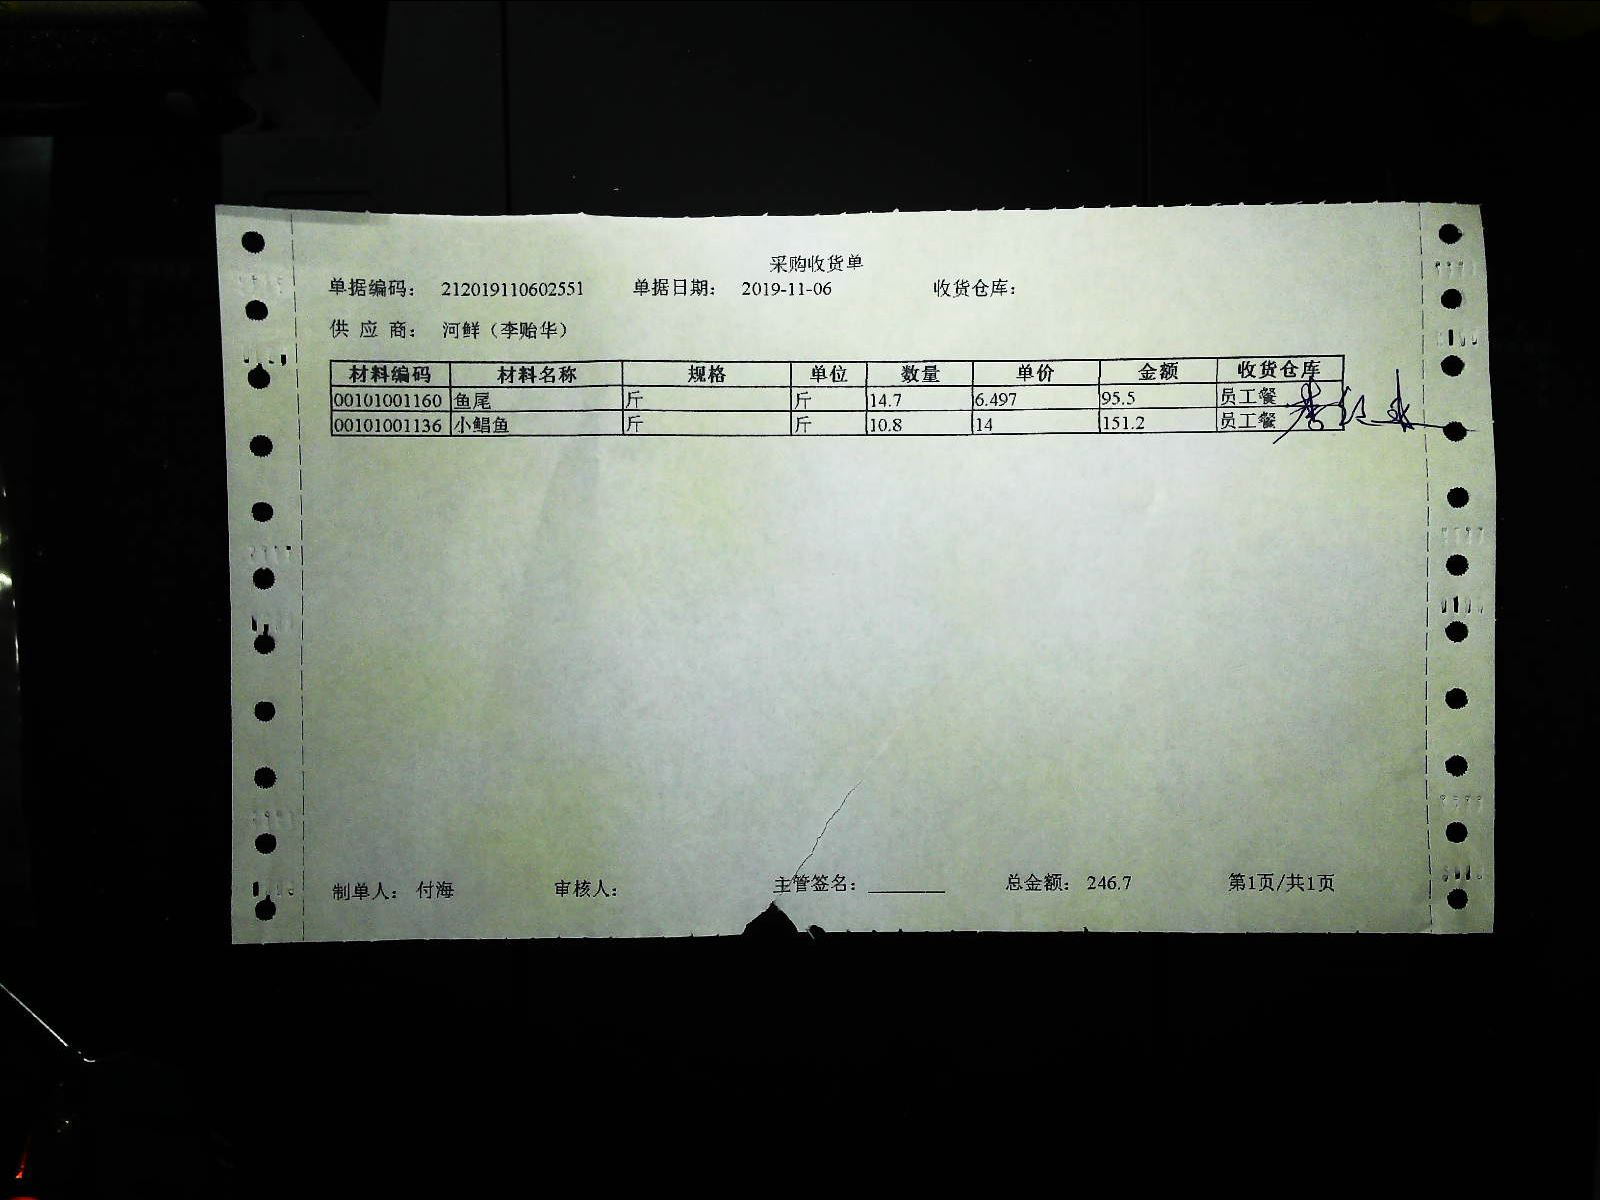 采购收货单
单据编码： 212019110602551 单据日期： 2019-11-06 收货仓库：
供 应 商： 河鲜（李贻华）
材料编码 材料名称 规格 单位 数量 单价 金额 收货仓库
00101001160 鱼尾 斤 斤 14.7 6.497 95.5 员工餐
00101001136 小鲳鱼 斤 斤 10.8 14 151.2 员工餐
制单人： 付海 审核人： 主管签名：________ 总金额： 246.7 第1页/共1页